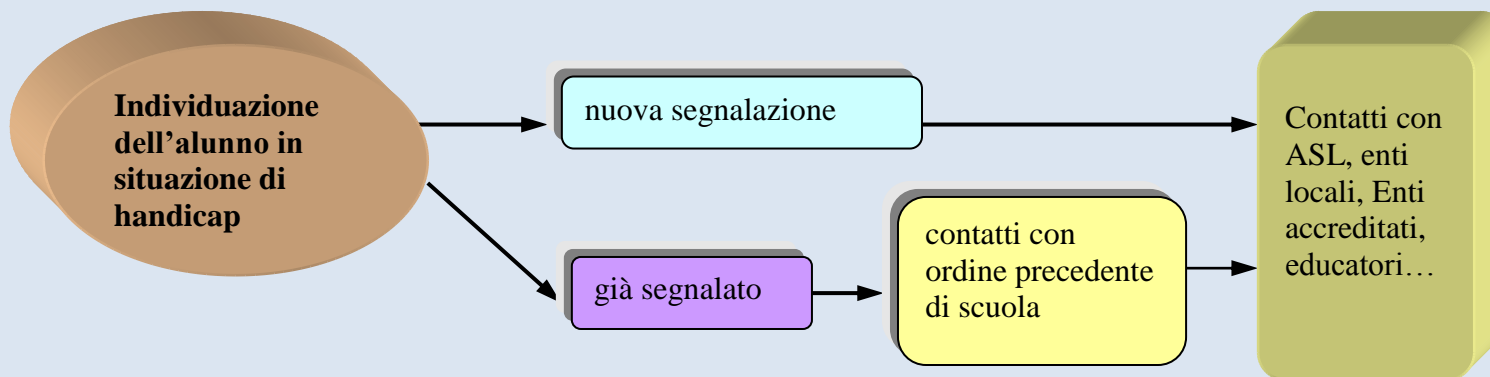 Individuazione
dell’alunno in
situazione di
handicap
nuova segnalazione
già segnalato
contatti con
ordine precedente
di scuola
Contatti con
ASL, enti
locali, Enti
accreditati,
educatori…